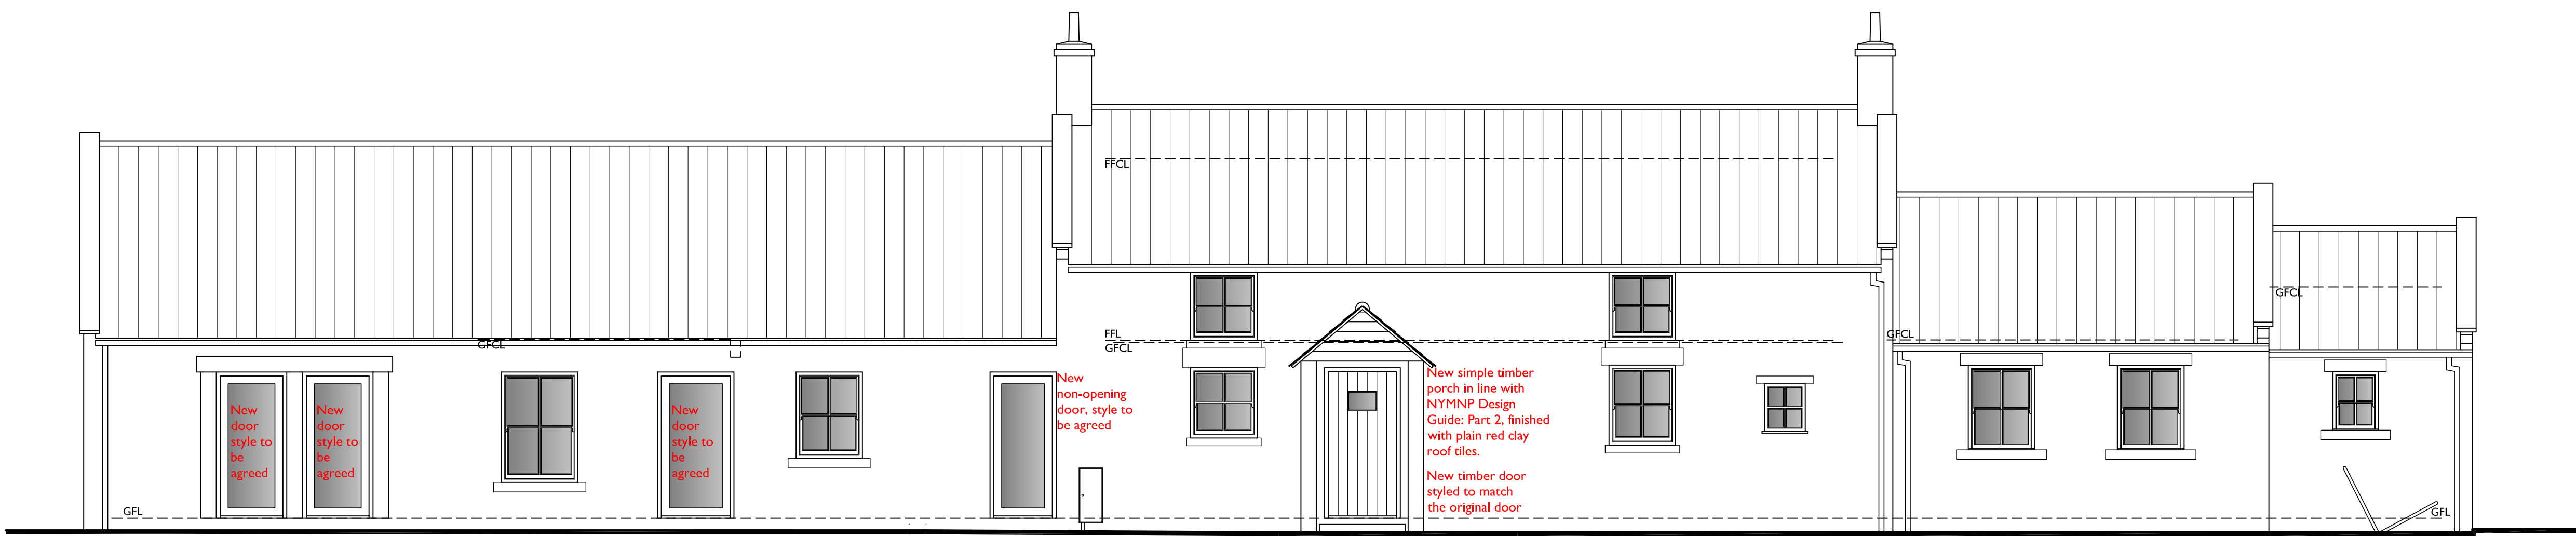 FFCL
GFCL
FFL
GFCL
GFCL
GFCL
New
door
style to
be
agreed
New
door
style to
be
agreed
New
door
style to
be
agreed
New
non-opening
door, style to
be agreed
New simple timber
porch in line with
NYMNP Design
Guide: Part 2, finished
with plain red clay
roof tiles.
New timber door
styled to match
the original door
GFL
GFL